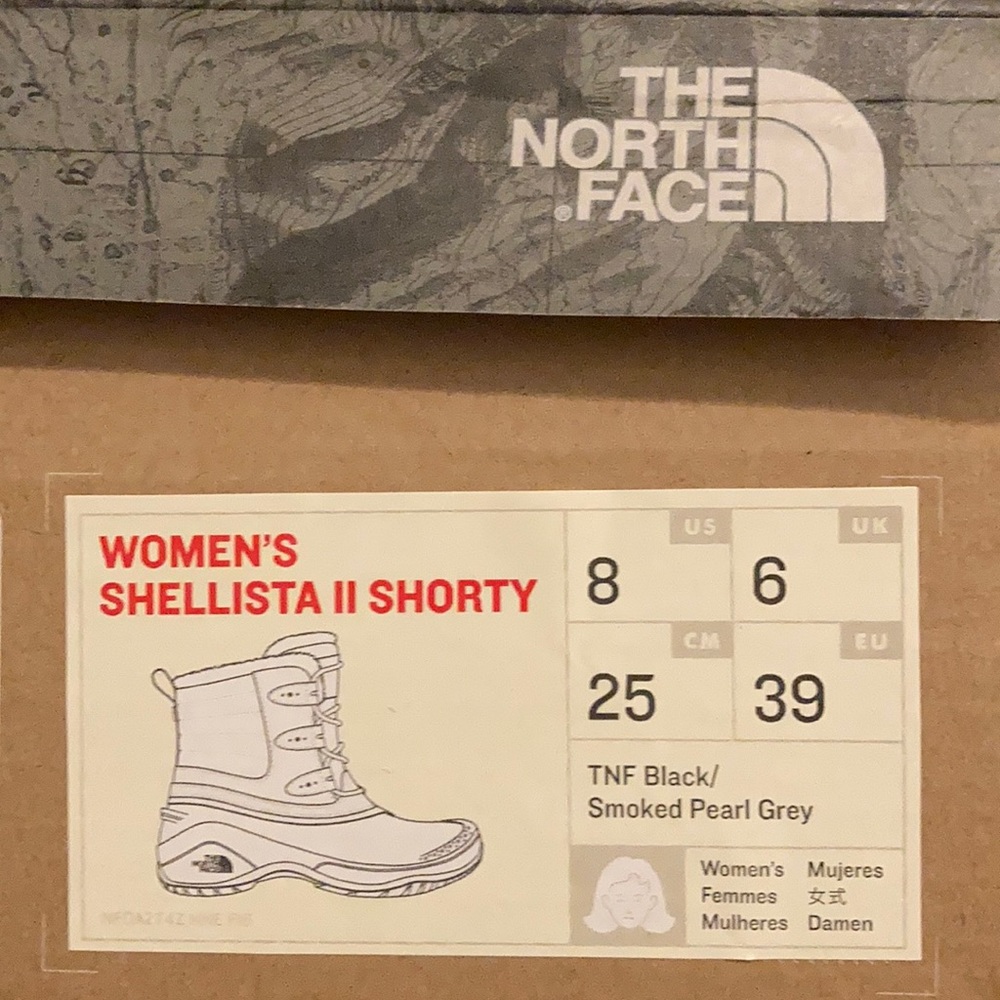 THE
NORTH
®FACE
WOMEN'S
SHELLISTA II SHORTY
US
8
UK
6
CM
25
EU
39
TNF Black/
Smoked Pearl Grey
Women's Mujeres
Femmes 女式
Mulheres Damen